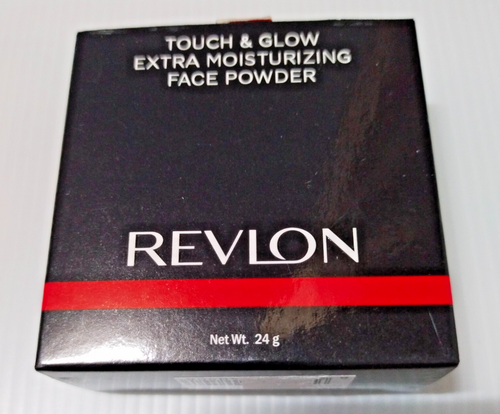 TOUCH & GLOW
EXTRA MOISTURIZING
FACE POWDER
REVLON
Net Wt. 24 g